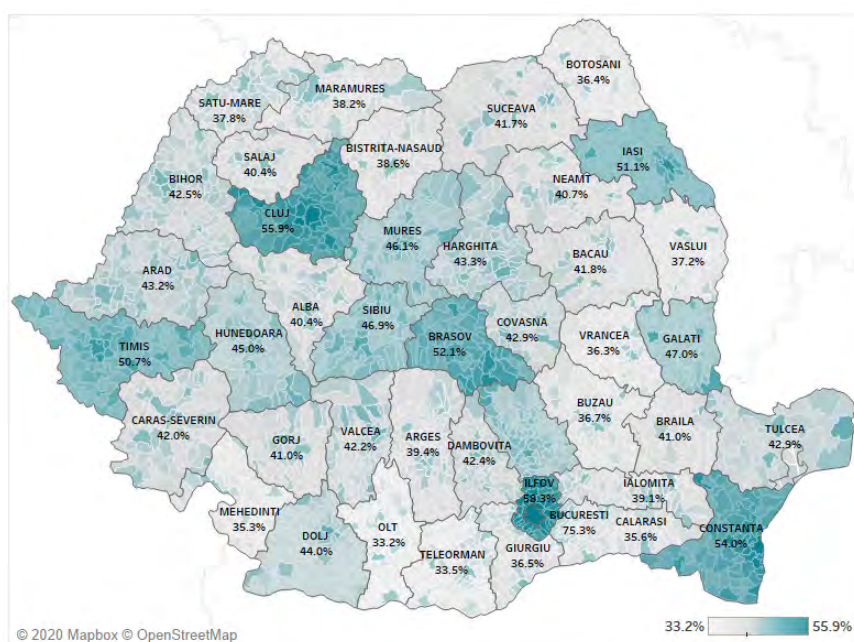 BOTOSANI
36.4%
MARAMURES
38.2%
SATU-MARE
37.8%
SUCEAVA
41.7%
BISTRITA-NASAUD
38.6%
IASI
51.1%
SALAJ
40.4%
BIHOR
42.5%
NEAMT
40.7%
CLUJ
55.9%
MURES
46.1%
HARGHITA
43.3%
BACAU
41.8%
VASLUI
37.2%
ARAD
43.2%
ALBA
40.4%
SIBIU
46.9%
COVASNA
42.9%
HUNEDOARA
45.0%
BRASOV
52.1%
VRANCEA
36.3%
GALATI
47.0%
TIMIS
50.7%
BUZAU
36.7%
CARAS-SEVERIN
42.0%
BRAILA
41.0%
TULCEA
42.9%
VALCEA
42.2%
ARGES
39.4%
GORJ
41.0%
DAMBOVITA
42.4%
ILFOV
58.3%
IALOMITA
39.1%
MEHEDINTI
35.3%
BUCURESTI
75.3%
CALARASI
35.6%
CONSTANTA
54.0%
OLT
33.2%
DOLJ
44.0%
TELEORMAN
33.5%
GIURGIU
36.5%
33.2%
55.9%
© 2020 Mapbox © OpenStreetMap